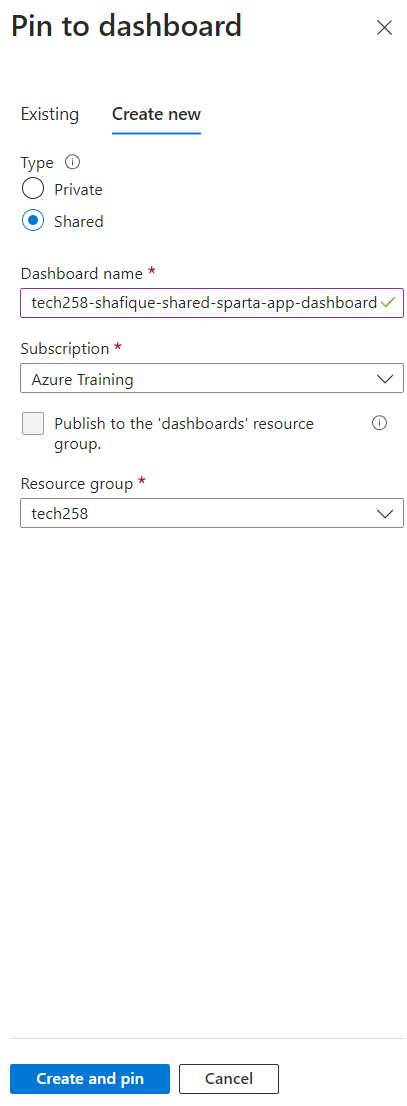 Pin to dashboard
Existing
Create new
Type
Private
Shared
Dashboard name *
tech258-shafique-shared-sparta-app-dashboard
Subscription *
Azure Training
Publish to the 'dashboards' resource
group.
Resource group *
tech258
Create and pin
Cancel